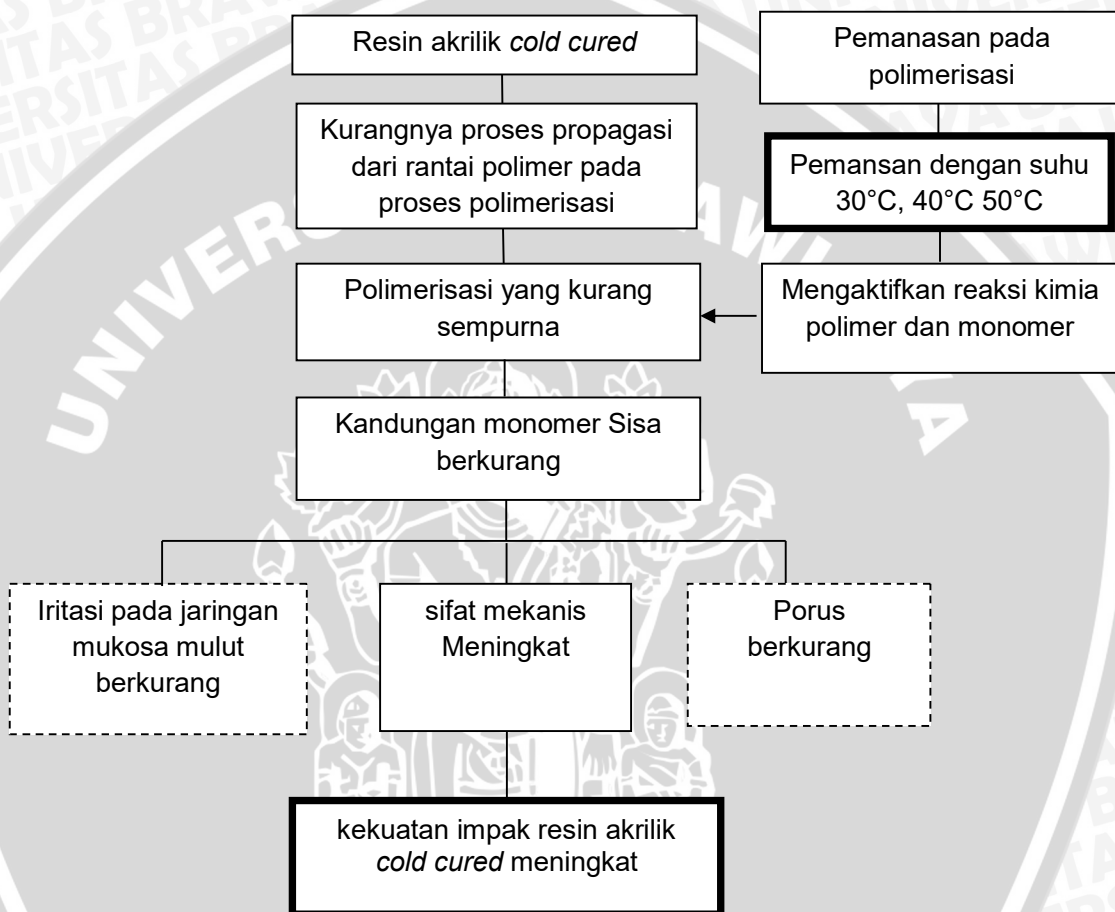 Resin akrilik cold cured
Pemanasan pada
polimerisasi
Kurangnya proses propagasi
dari rantai polimer pada
proses polimerisasi
Pemansan dengan suhu
30°C, 40°C 50°C
Polimerisasi yang kurang
sempurna
Mengaktifkan reaksi kimia
polimer dan monomer
Kandungan monomer Sisa
berkurang
Iritasi pada jaringan
mukosa mulut
berkurang
sifat mekanis
Meningkat
Porus
berkurang
kekuatan impak resin akrilik
cold cured meningkat